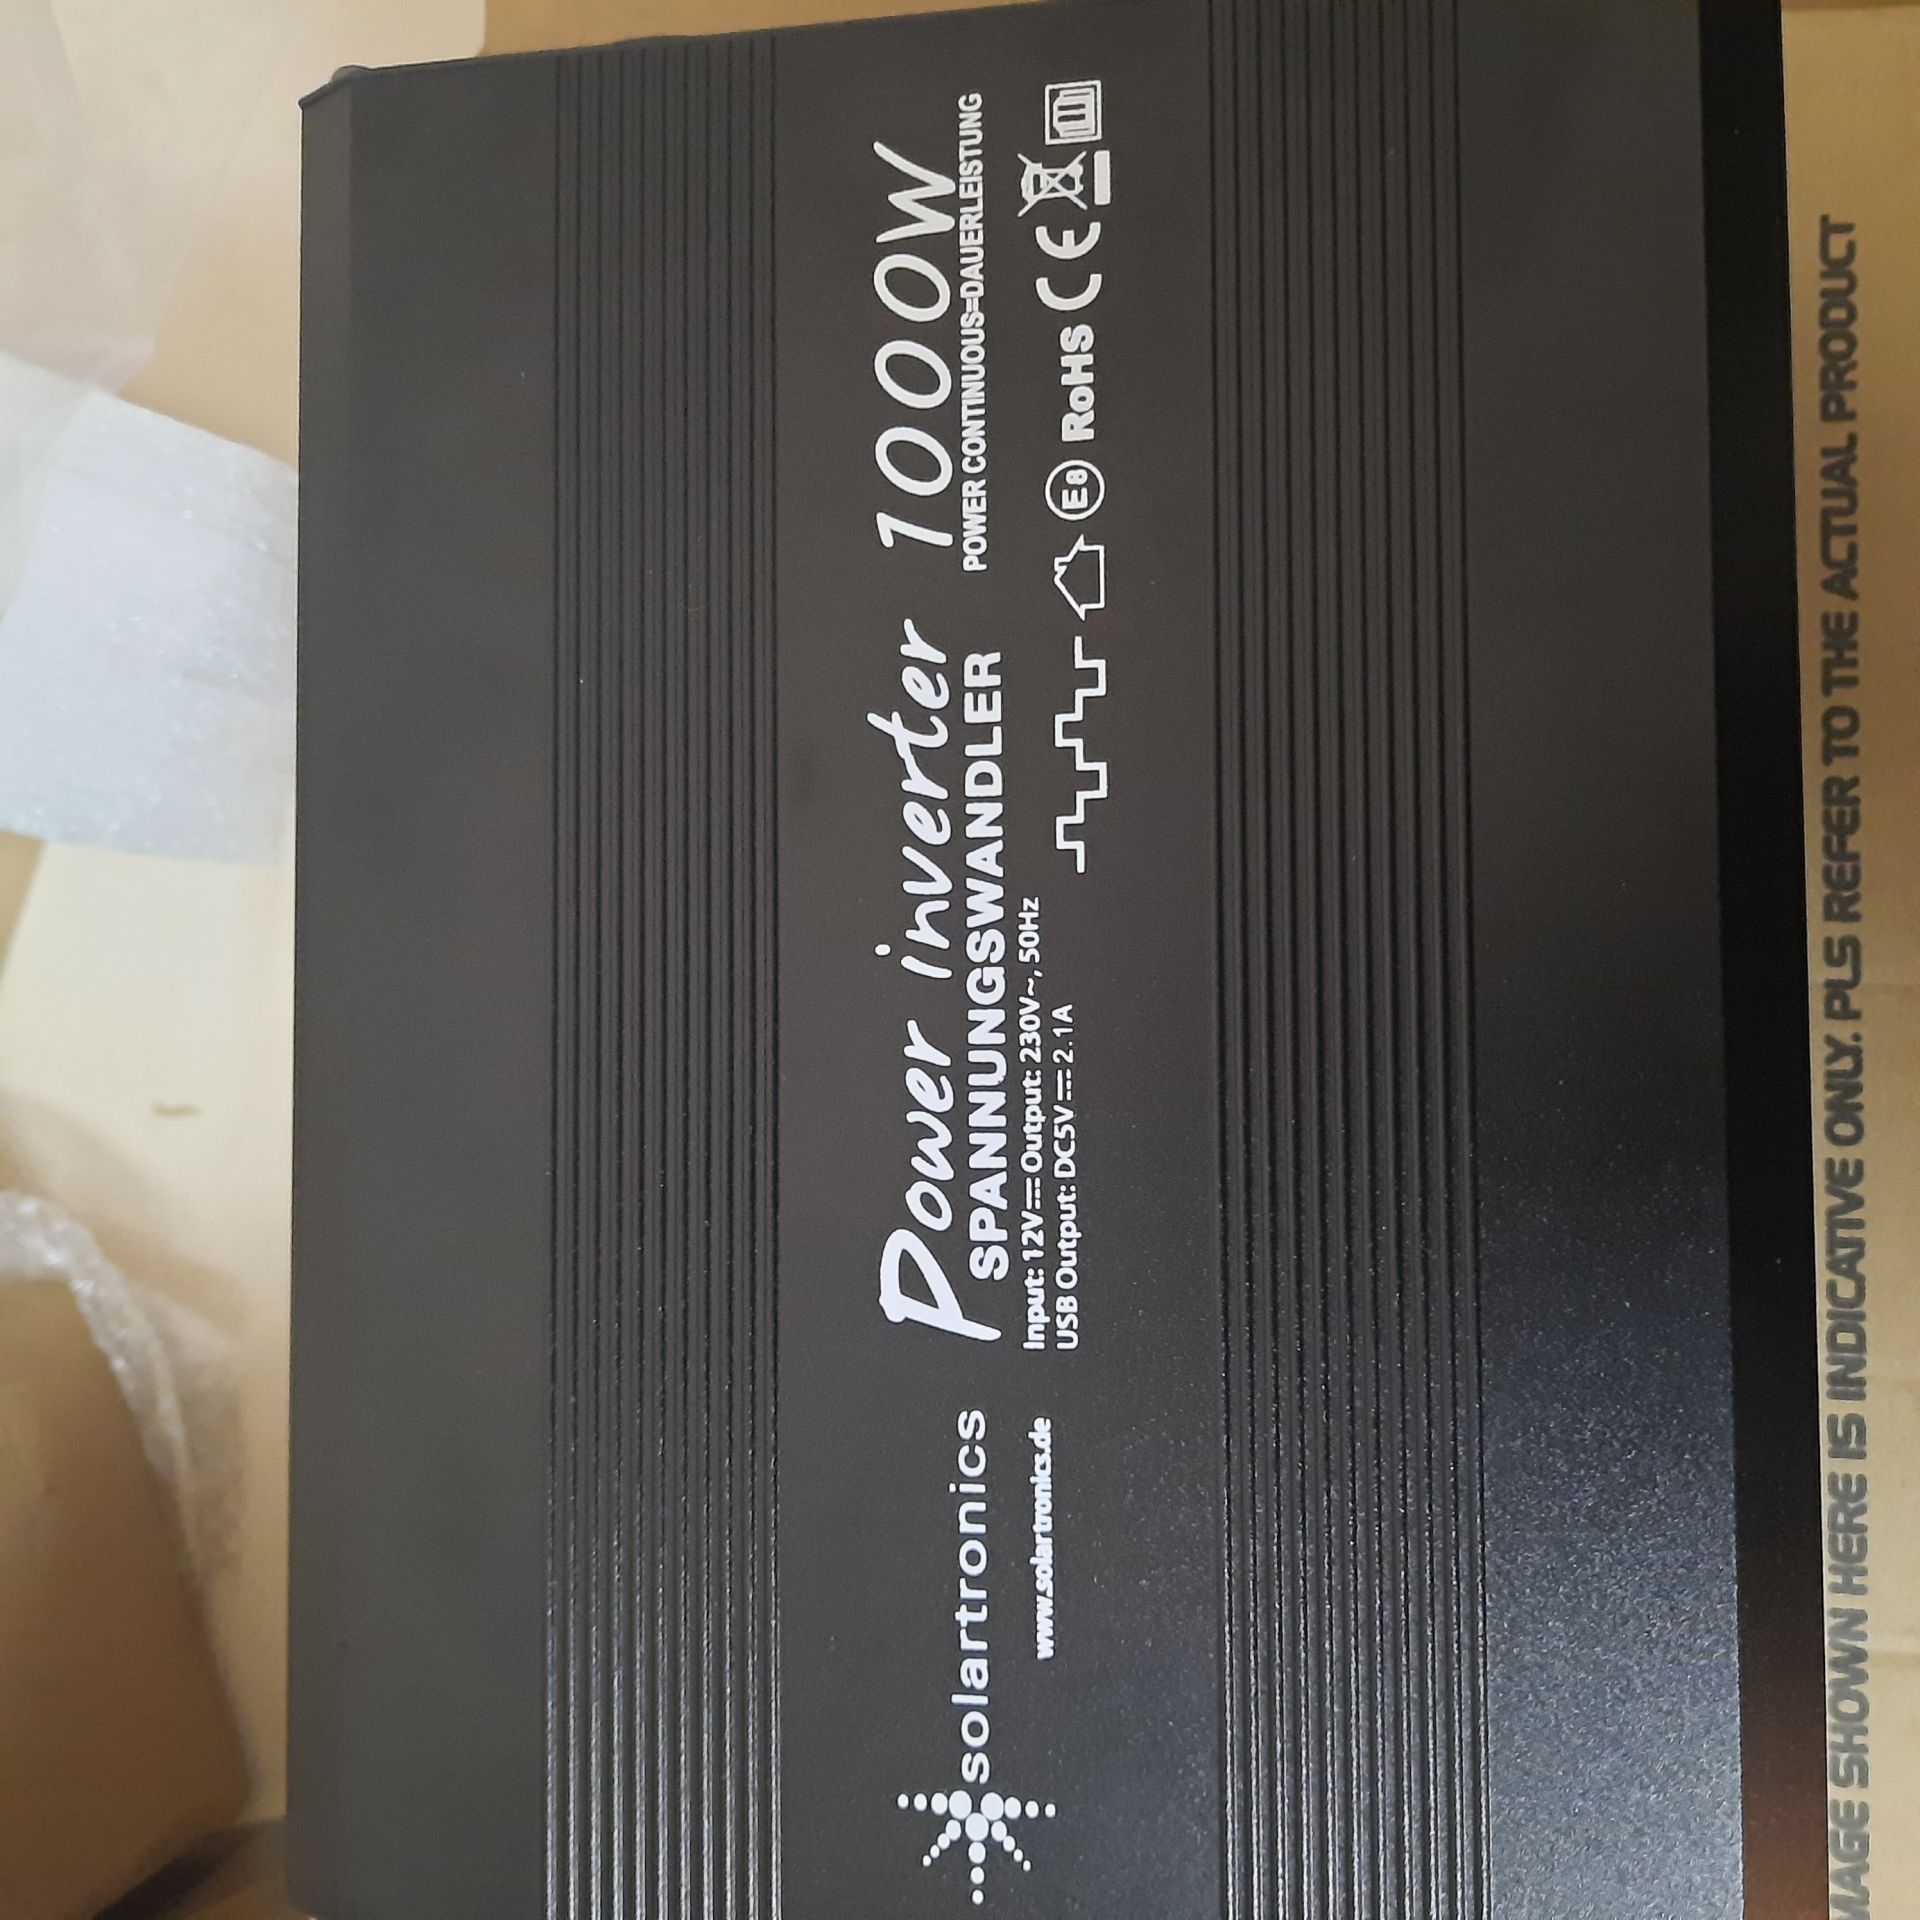 solartronics
www.solartronics.de
Power inverter 1000W
SPANNUNGSWANDLER
POWER CONTINUOUS=DAUERLEISTUNG
Input: 12V⎓ Output: 230V~, 50Hz
USB Output: DC5V⎓2.1A
E8 RoHS CE
IMAGE SHOWN HERE IS INDICATIVE ONLY. PLS REFER TO THE ACTUAL PRODUCT